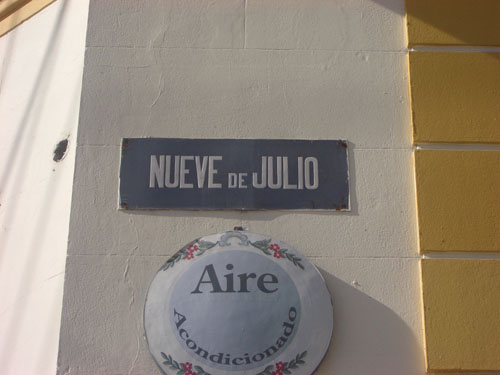 NUEVE DE JULIO
Aire
Acondicionado